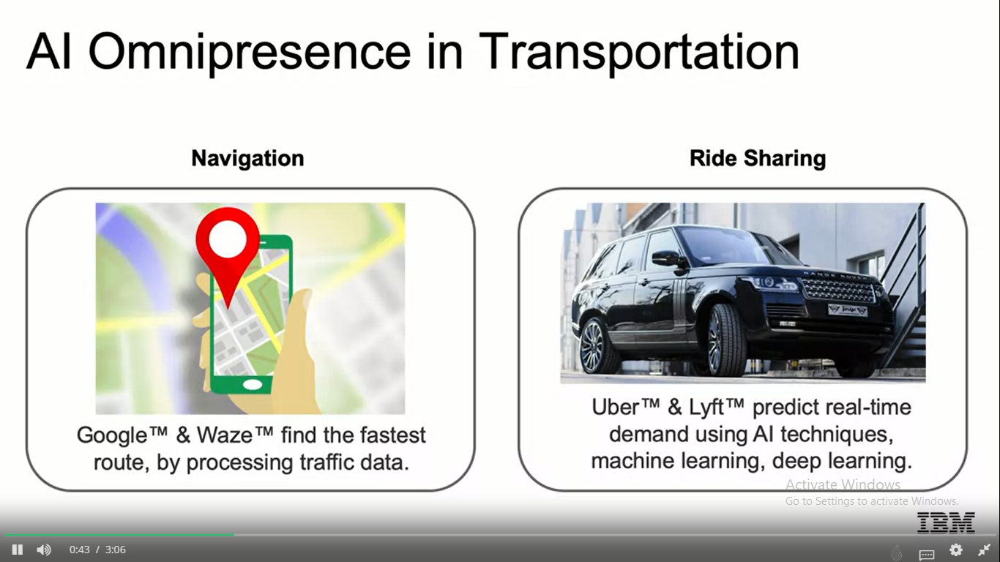 AI Omnipresence in Transportation
Navigation
Google™ & Waze™ find the fastest
route, by processing traffic data.
Ride Sharing
RANGE ROVER
Uber™ & Lyft™ predict real-time
demand using AI techniques,
machine learning, deep learning.
Activate Windows
Go to Settings to activate Windows.
IBM
0:43 / 3:06